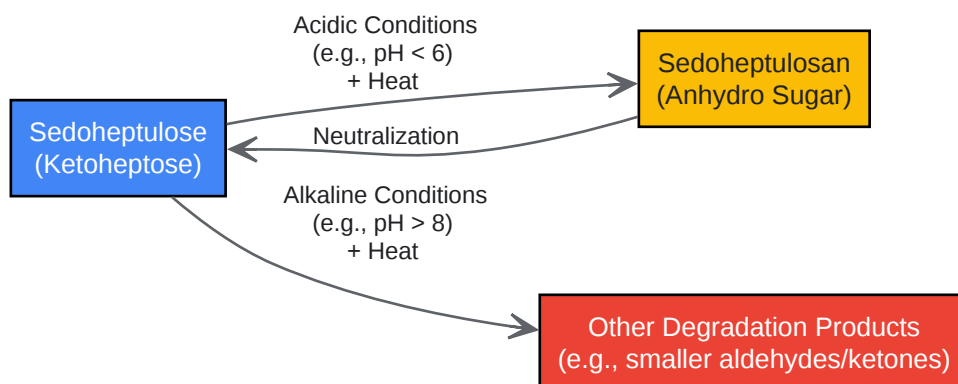 Acidic Conditions
(e.g., pH < 6)
+ Heat
Sedoheptulosan
(Anhydro Sugar)
Sedoheptulose
(Ketoheptose)
Neutralization
Alkaline Conditions
(e.g., pH > 8)
+ Heat
Other Degradation Products
(e.g., smaller aldehydes/ketones)